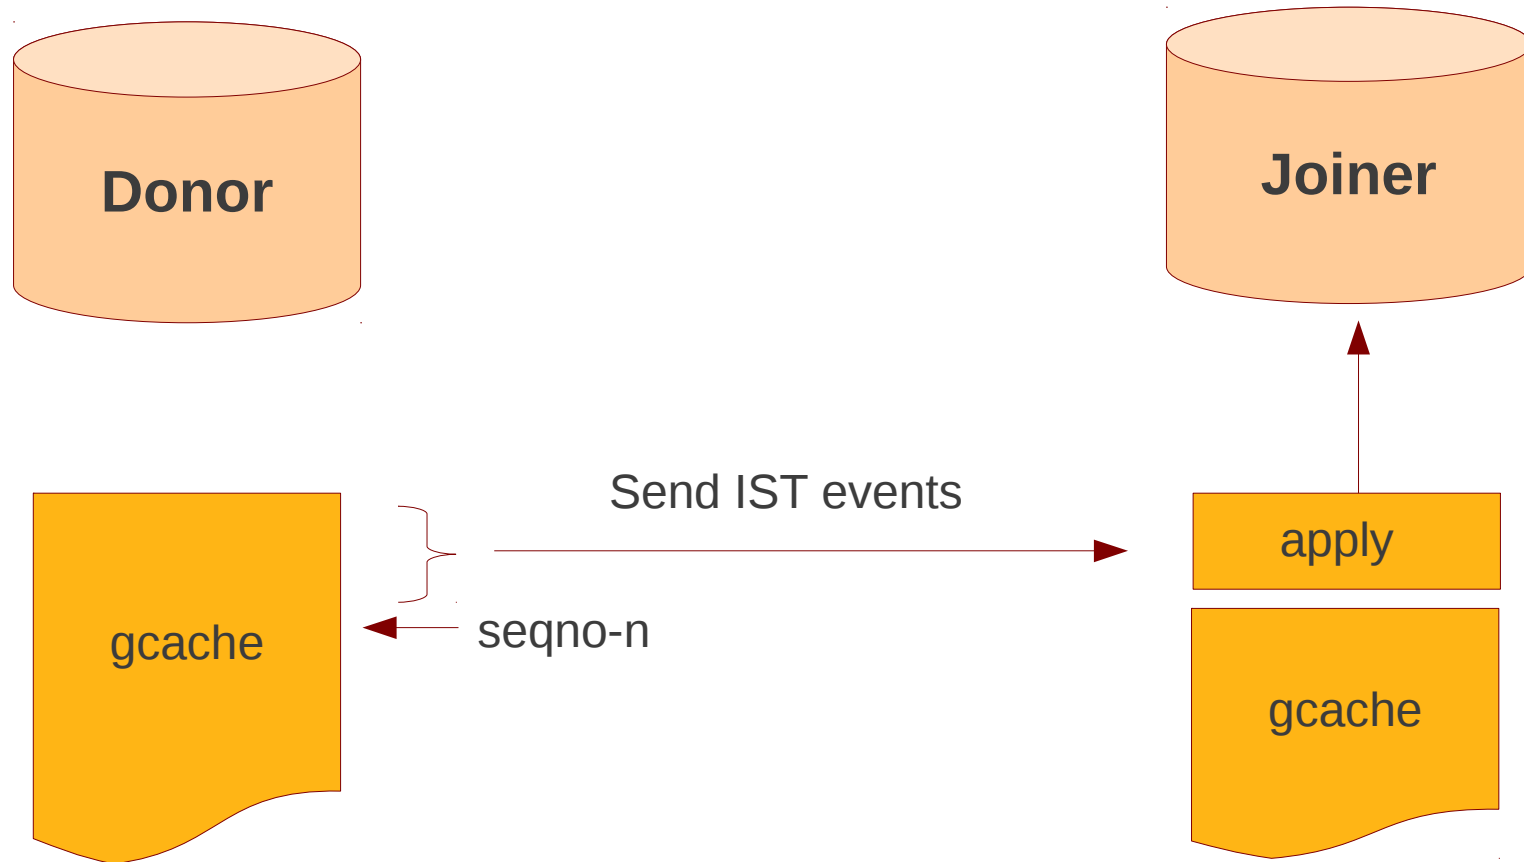 Donor
Joiner
Send IST events
apply
seqno-n
gcache
gcache